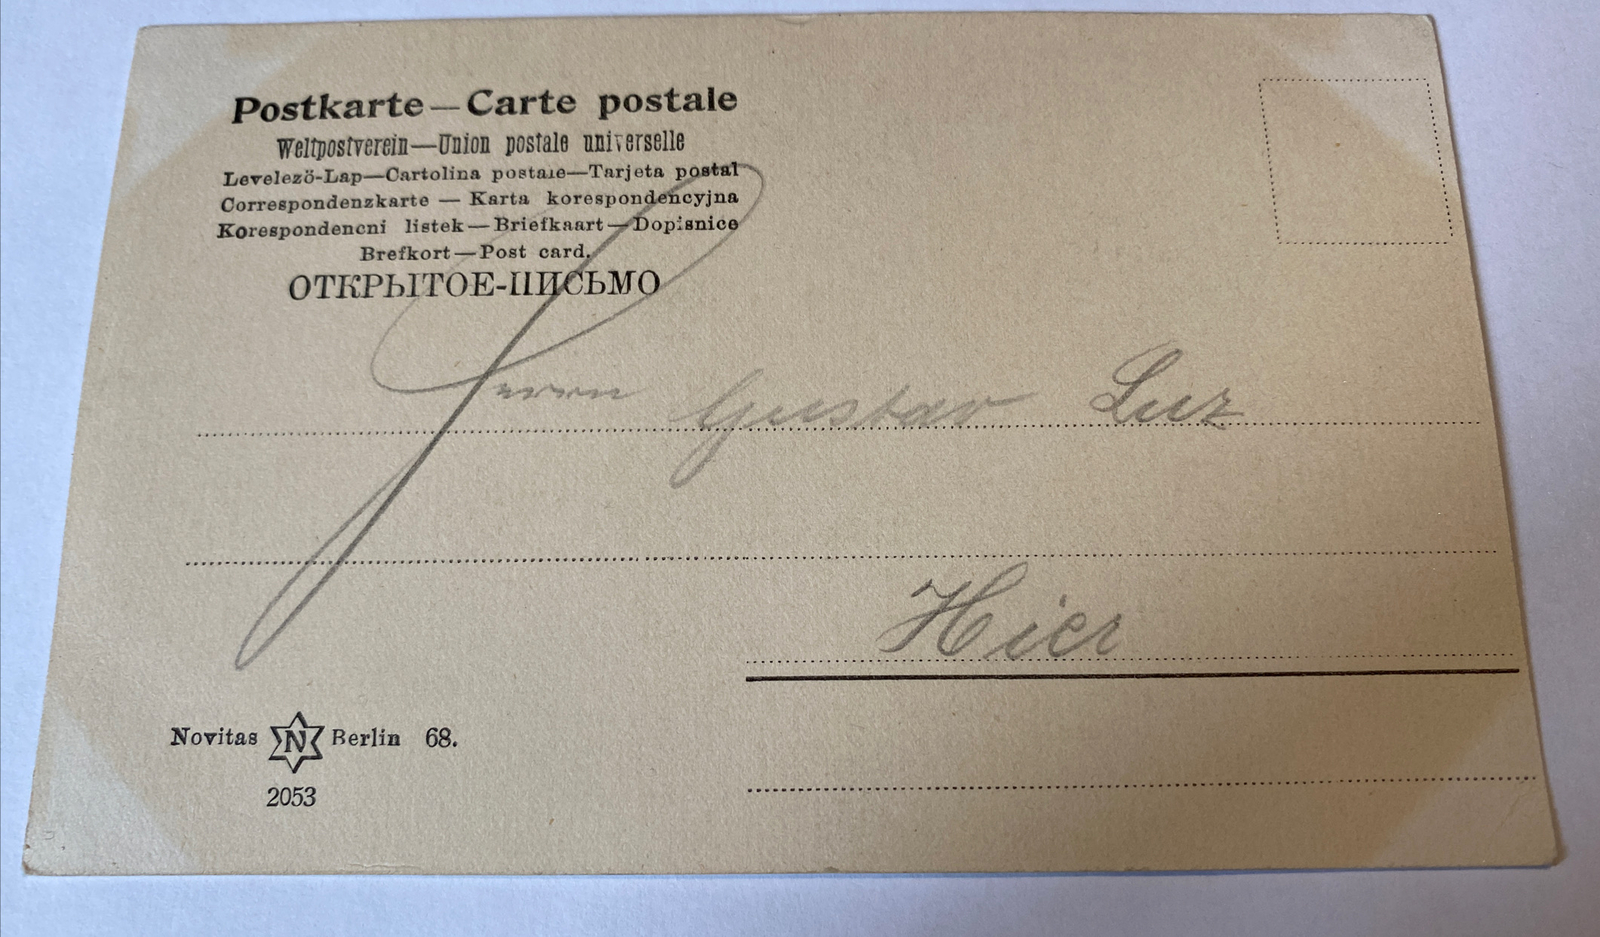 Postkarte—Carte postale
Weltpostverein—Union postale universelle
Levelező-Lap—Cartolina postale—Tarjeta postal
Correspondenzkarte — Karta korespondencyjna
Korespondencni listek—Briefkaart—Dopisnice
Brefkort—Post card.
ОТКРЫТОЕ-ПИСЬМО
Herrn Gustav Luz
Hier
Novitas N Berlin 68.
2053